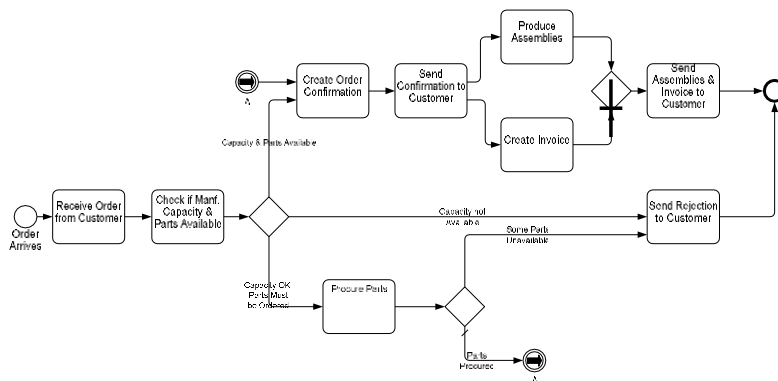 Produce
Assemblies
Create Order
Confirmation
Send
Confirmation to
Customer
Send
Assemblies &
Invoice to
Customer
A
Create Invoice
Capacity & Parts Available
Receive Order
from Customer
Check if Manf.
Capacity &
Parts Available
Send Rejection
to Customer
Capacity not
Available
Order
Arrives
Some Parts
Unavailable
Capacity OK
Parts Must
be Ordered
Procure Parts
Parts
Procured
A